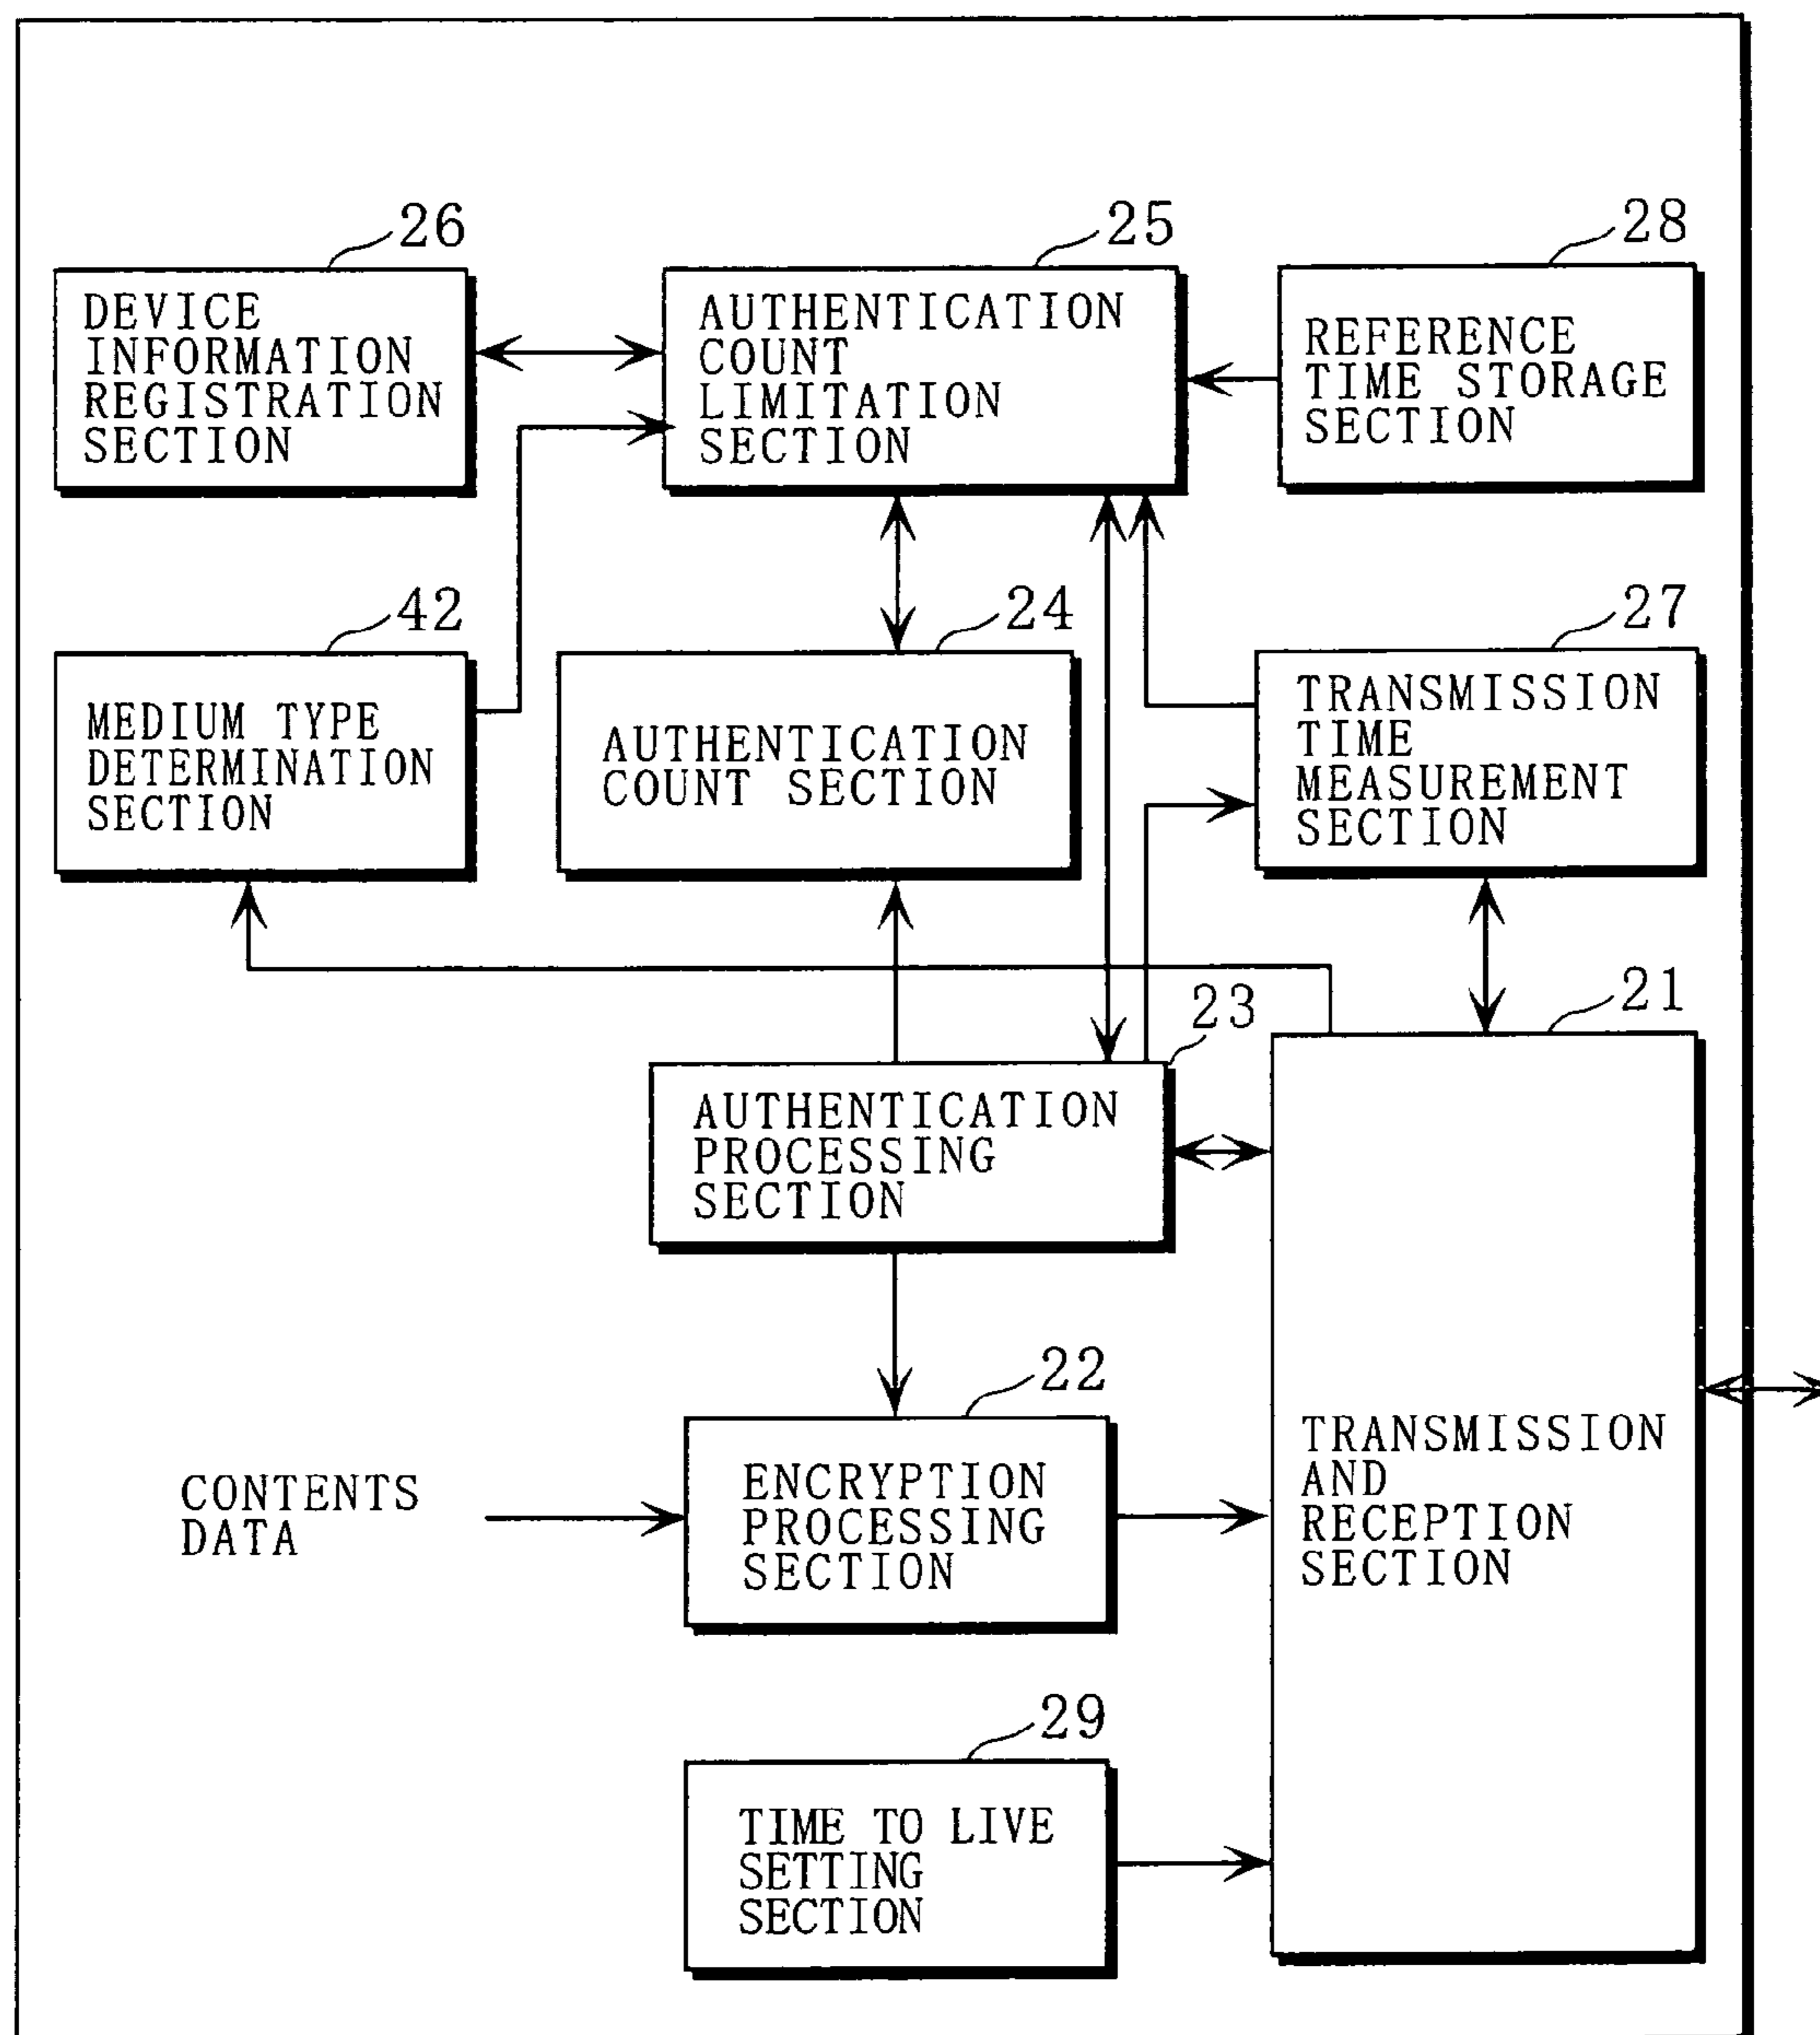 26
DEVICE
INFORMATION
REGISTRATION
SECTION
25
AUTHENTICATION
COUNT
LIMITATION
SECTION
28
REFERENCE
TIME STORAGE
SECTION
42
MEDIUM TYPE
DETERMINATION
SECTION
24
AUTHENTICATION
COUNT SECTION
27
TRANSMISSION
TIME
MEASUREMENT
SECTION
23
AUTHENTICATION
PROCESSING
SECTION
21
TRANSMISSION
AND
RECEPTION
SECTION
CONTENTS
DATA
22
ENCRYPTION
PROCESSING
SECTION
29
TIME TO LIVE
SETTING
SECTION